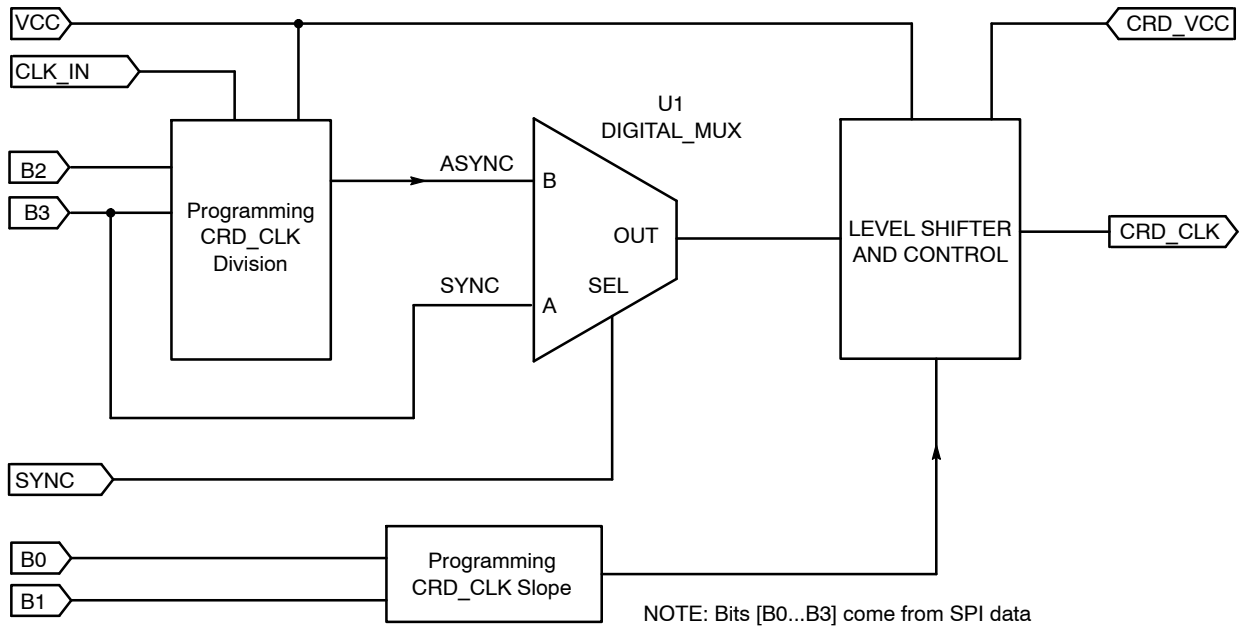 VCC
CRD_VCC
CLK_IN
U1
DIGITAL_MUX
B2
ASYNC
B
B3
Programming
CRD_CLK
Division
OUT
LEVEL SHIFTER
AND CONTROL
CRD_CLK
SYNC
SEL
A
SYNC
B0
Programming
CRD_CLK Slope
B1
NOTE: Bits [B0...B3] come from SPI data